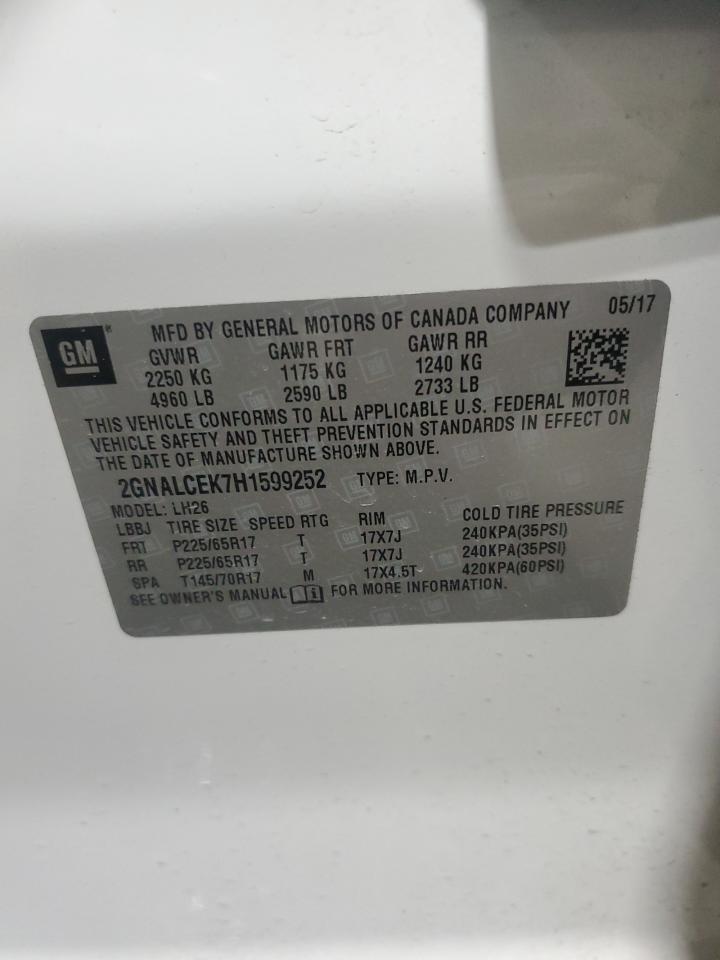 GM ® MFD BY GENERAL MOTORS OF CANADA COMPANY 05/17
GVWR GAWR FRT GAWR RR
2250 KG 1175 KG 1240 KG
4960 LB 2590 LB 2733 LB
THIS VEHICLE CONFORMS TO ALL APPLICABLE U.S. FEDERAL MOTOR
VEHICLE SAFETY AND THEFT PREVENTION STANDARDS IN EFFECT ON
THE DATE OF MANUFACTURE SHOWN ABOVE.
2GNALCEK7H1599252 TYPE: M.P.V.
MODEL: LH26
LBBJ TIRE SIZE SPEED RTG RIM COLD TIRE PRESSURE
FRT P225/65R17 T 17X7J 240KPA(35PSI)
RR P225/65R17 T 17X7J 240KPA(35PSI)
SPA T145/70R17 M 17X4.5T 420KPA(60PSI)
SEE OWNER'S MANUAL FOR MORE INFORMATION.